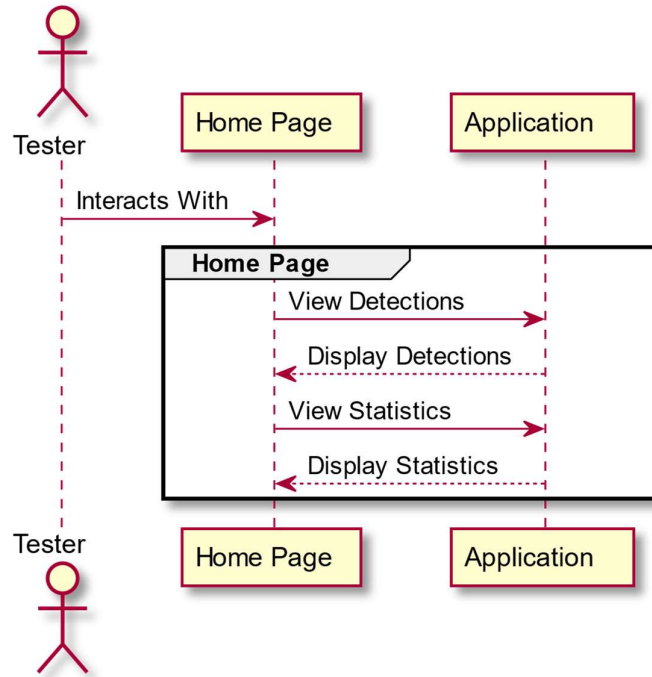 Tester
Home Page
Application
Interacts With
Home Page
View Detections
Display Detections
View Statistics
Display Statistics
Tester
Home Page
Application